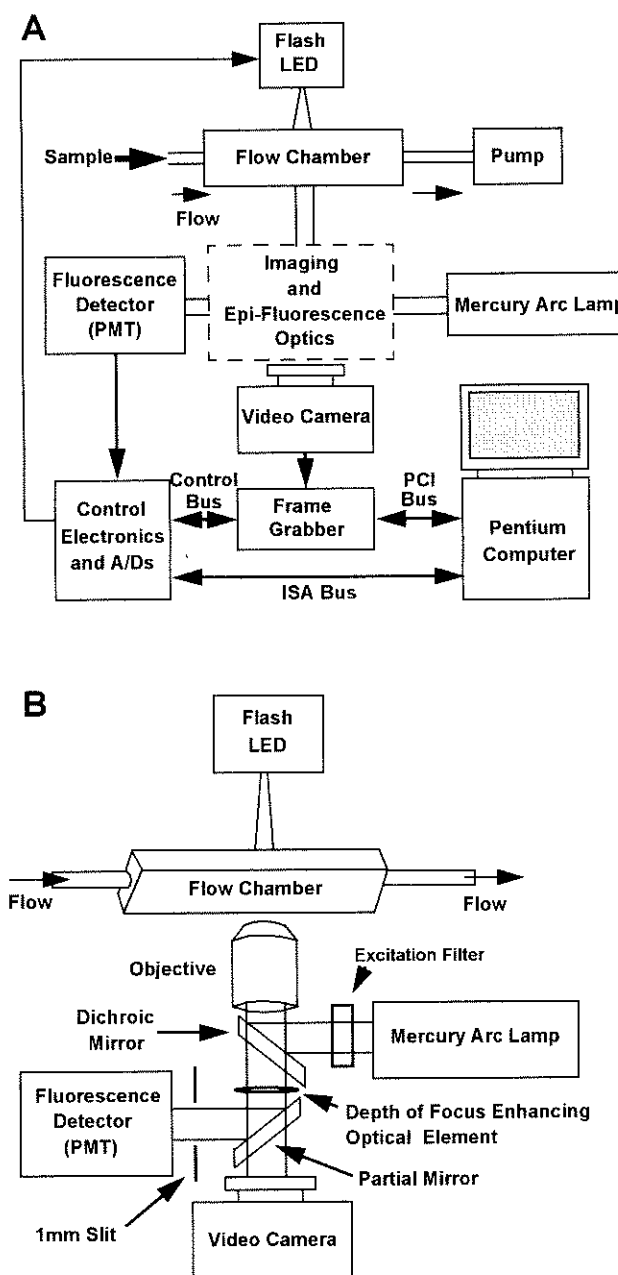 A
Flash
LED
Sample
Flow Chamber
Pump
Flow
Fluorescence
Detector
(PMT)
Imaging
and
Epi-Fluorescence
Optics
Mercury Arc Lamp
Video Camera
Control
Bus
PCI
Bus
Control
Electronics
and A/Ds
Frame
Grabber
Pentium
Computer
ISA Bus
B
Flash
LED
Flow
Flow Chamber
Flow
Objective
Excitation Filter
Dichroic
Mirror
Mercury Arc Lamp
Fluorescence
Detector
(PMT)
Depth of Focus Enhancing
Optical Element
Partial Mirror
1mm Slit
Video Camera